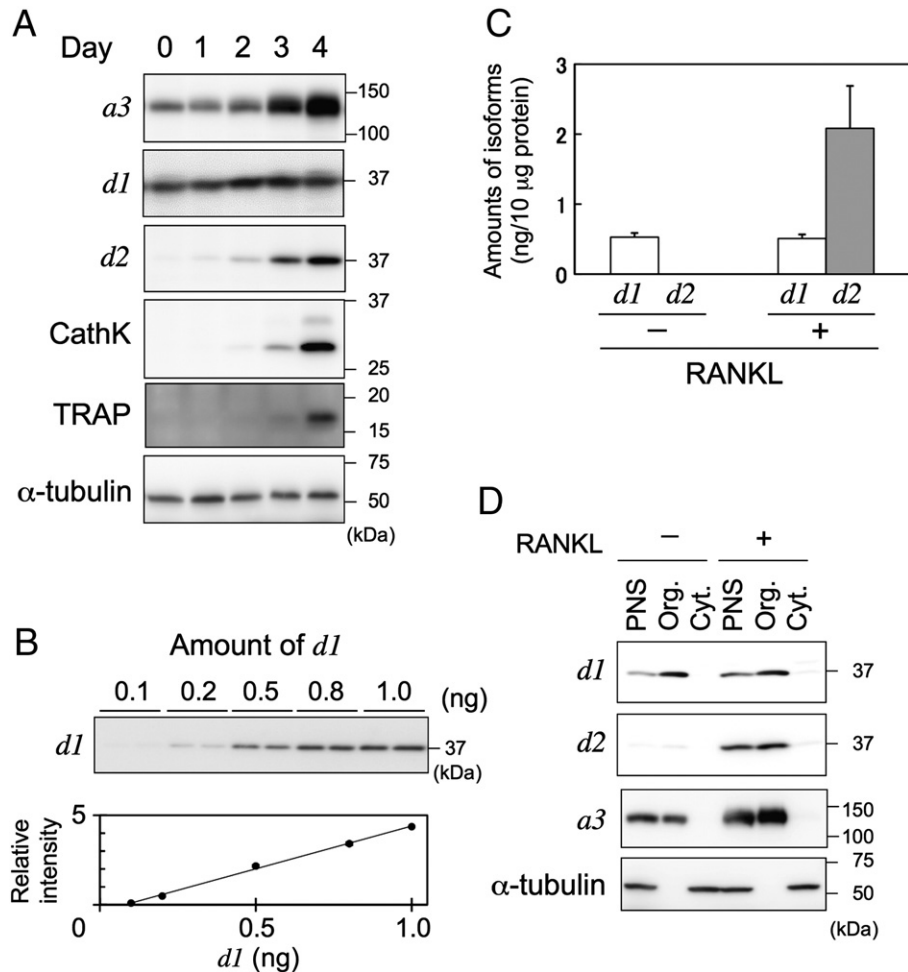 A
Day 0 1 2 3 4
a3
150
100
d1
37
d2
37
CathK
37
25
TRAP
20
15
α-tubulin
75
50
(kDa)
B
Amount of d1
0.1 0.2 0.5 0.8 1.0 (ng)
d1
37
(kDa)
Relative
intensity
5
0 0.5 1.0
d1 (ng)
C
Amounts of isoforms
(ng/10 μg protein)
3
2
1
0
d1 d2 d1 d2
− +
RANKL
D
RANKL − +
PNS Org. Cyt. PNS Org. Cyt.
d1
37
d2
37
a3
150
100
α-tubulin
75
50
(kDa)